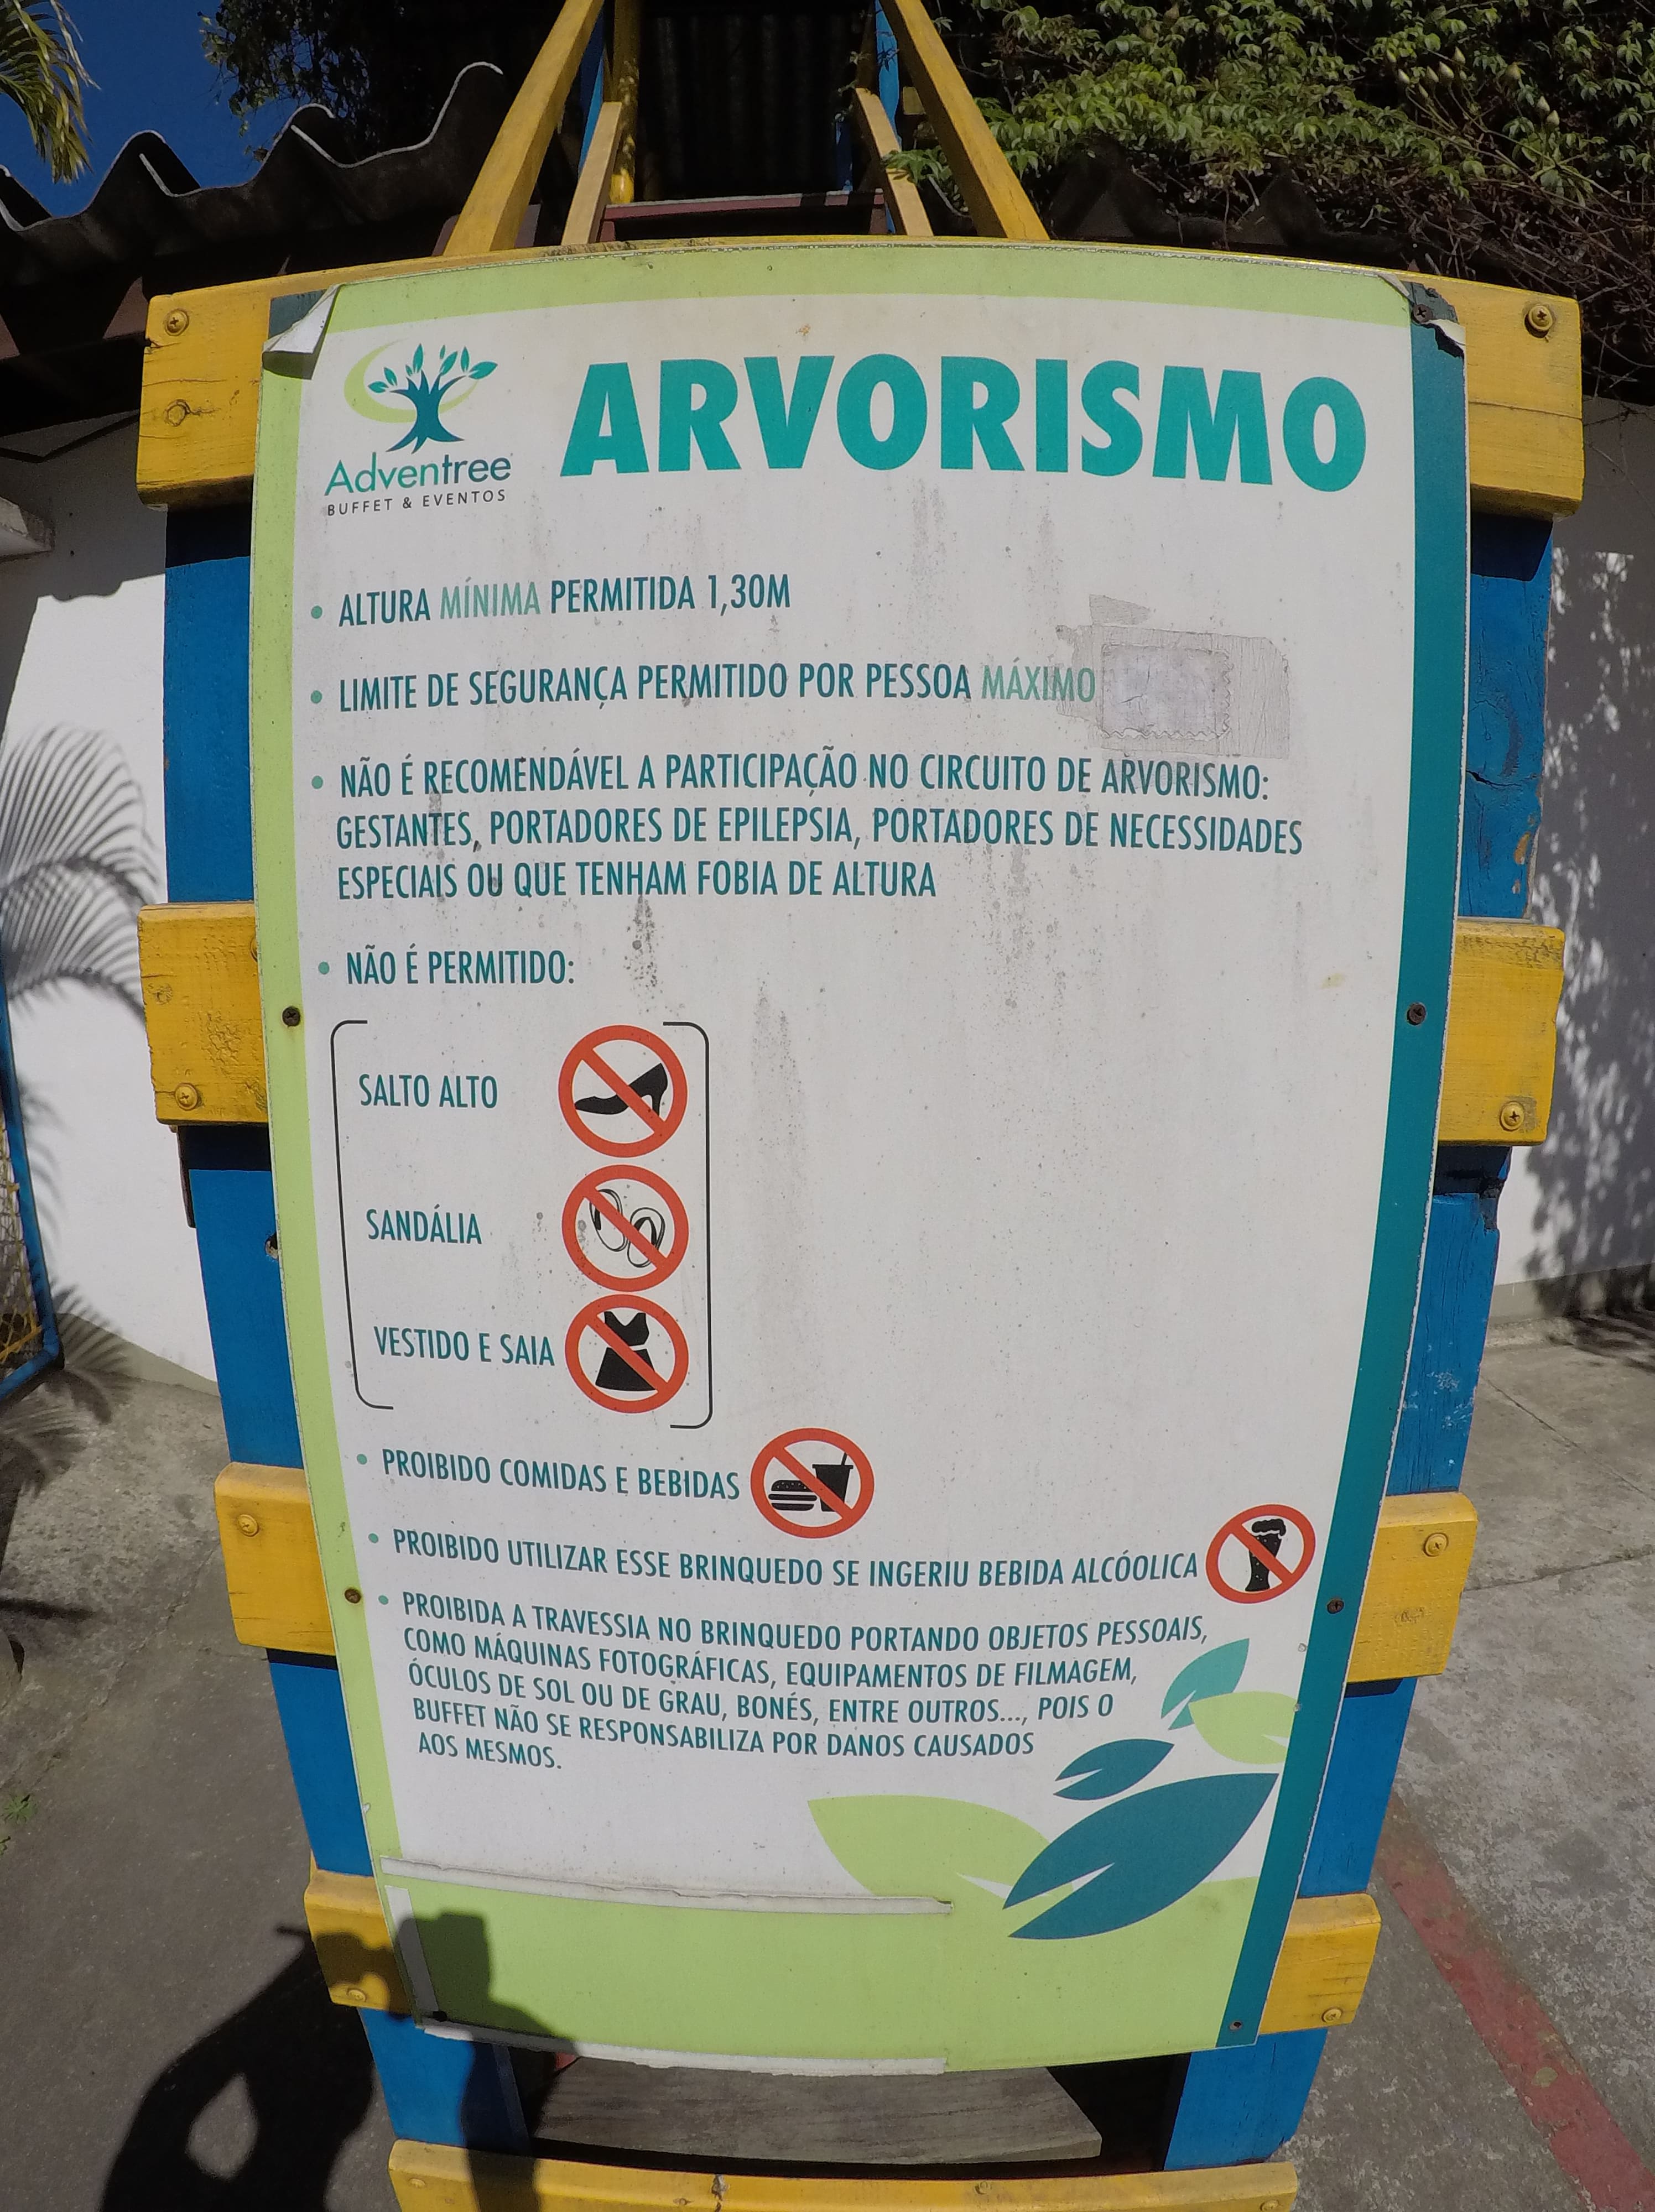 Adventree
BUFFET & EVENTOS
ARVORISMO
• ALTURA MÍNIMA PERMITIDA 1,30M
• LIMITE DE SEGURANÇA PERMITIDO POR PESSOA MÁXIMO
• NÃO É RECOMENDÁVEL A PARTICIPAÇÃO NO CIRCUITO DE ARVORISMO:
GESTANTES, PORTADORES DE EPILEPSIA, PORTADORES DE NECESSIDADES
ESPECIAIS OU QUE TENHAM FOBIA DE ALTURA
• NÃO É PERMITIDO:
SALTO ALTO
SANDÁLIA
VESTIDO E SAIA
• PROIBIDO COMIDAS E BEBIDAS
• PROIBIDO UTILIZAR ESSE BRINQUEDO SE INGERIU BEBIDA ALCÓOLICA
• PROIBIDA A TRAVESSIA NO BRINQUEDO PORTANDO OBJETOS PESSOAIS,
COMO MÁQUINAS FOTOGRÁFICAS, EQUIPAMENTOS DE FILMAGEM,
ÓCULOS DE SOL OU DE GRAU, BONÉS, ENTRE OUTROS..., POIS O
BUFFET NÃO SE RESPONSABILIZA POR DANOS CAUSADOS
AOS MESMOS.